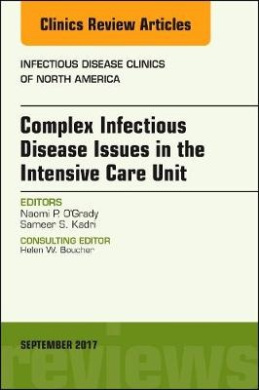 Clinics Review Articles
INFECTIOUS DISEASE CLINICS
OF NORTH AMERICA
Complex Infectious
Disease Issues in the
Intensive Care Unit
EDITORS
Naomi P. O'Grady
Sameer S. Kadri
CONSULTING EDITOR
Helen W. Boucher
SEPTEMBER 2017
reviews